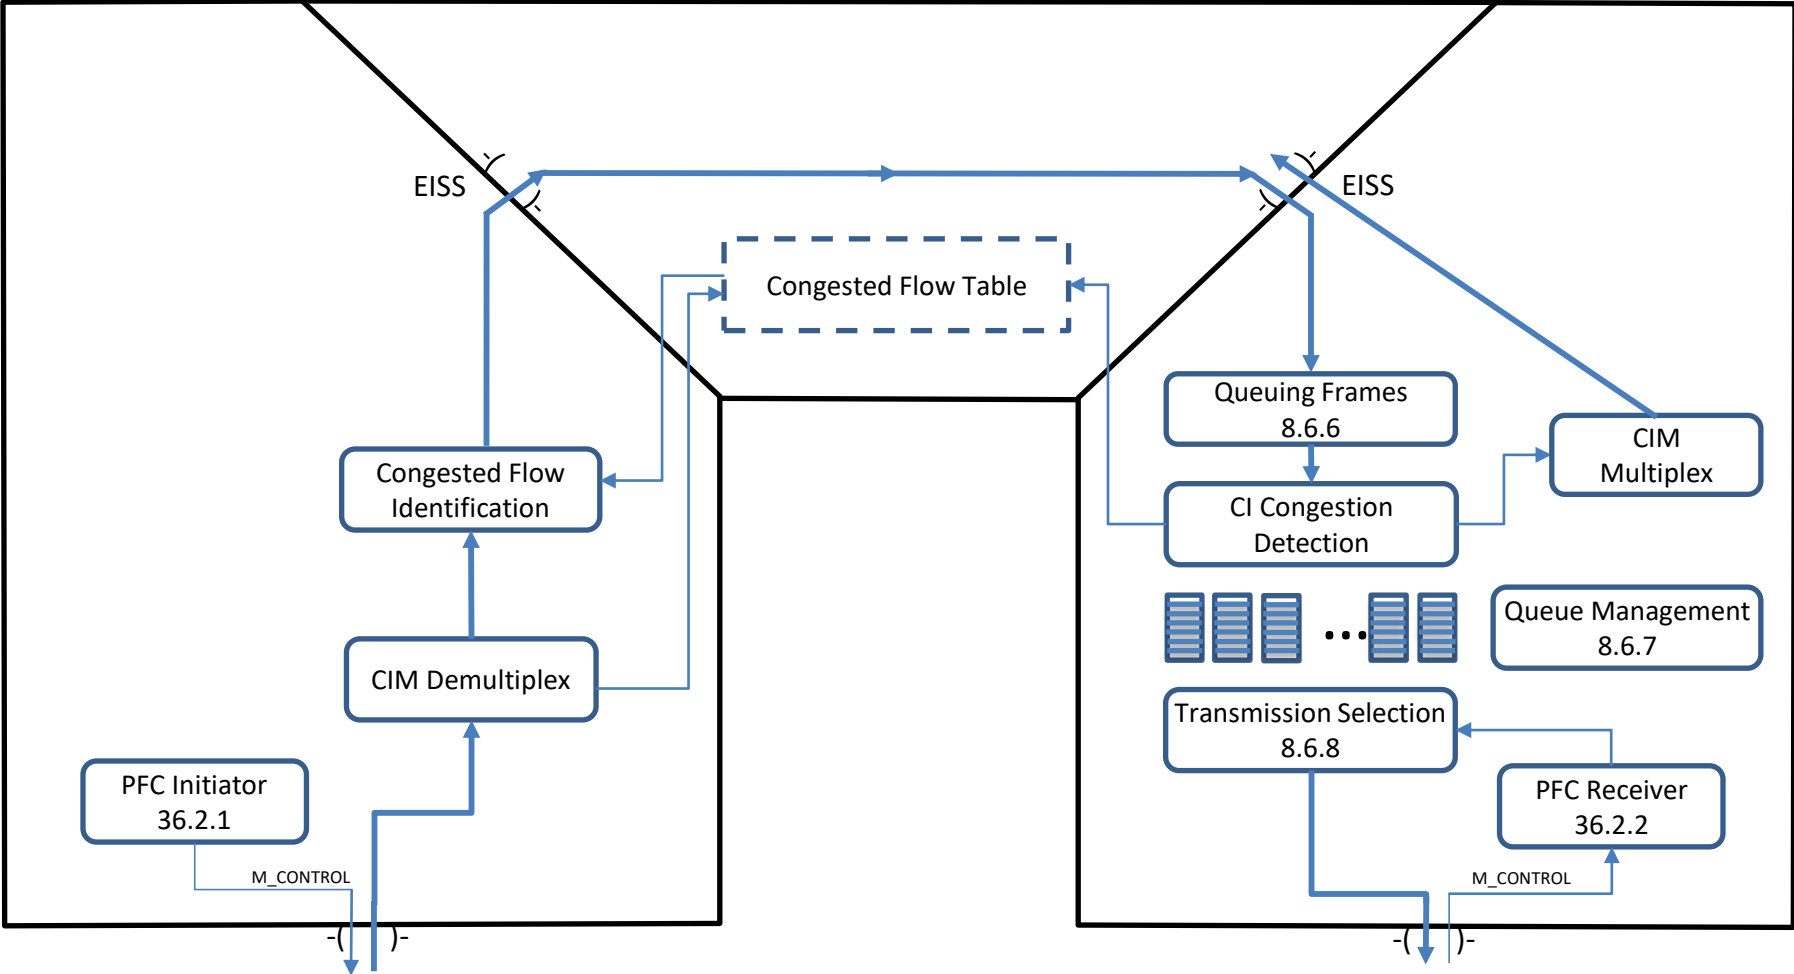 EISS
EISS
Congested Flow Table
Queuing Frames
8.6.6
CIM
Multiplex
Congested Flow
Identification
CI Congestion
Detection
Queue Management
8.6.7
CIM Demultiplex
Transmission Selection
8.6.8
PFC Initiator
36.2.1
PFC Receiver
36.2.2
M_CONTROL
M_CONTROL